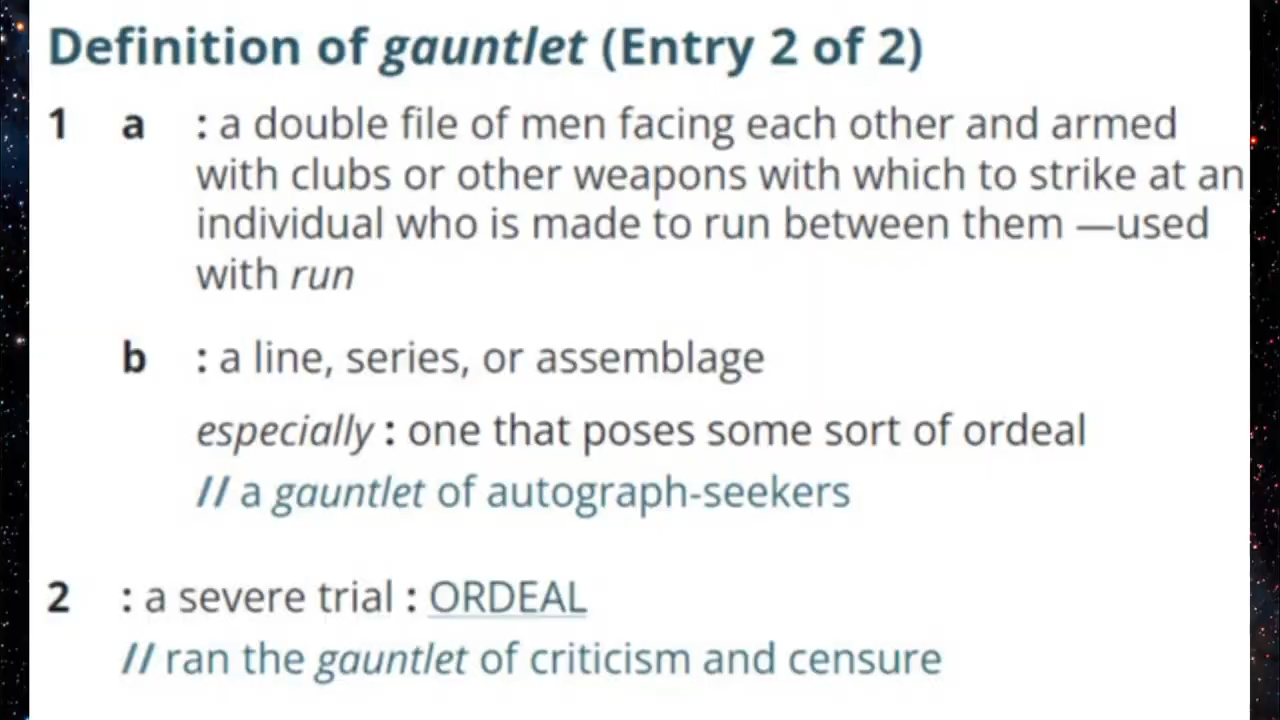 Definition of gauntlet (Entry 2 of 2)
1 a : a double file of men facing each other and armed
with clubs or other weapons with which to strike at an
individual who is made to run between them —used
with run
b : a line, series, or assemblage
especially : one that poses some sort of ordeal
// a gauntlet of autograph-seekers
2 : a severe trial : ORDEAL
// ran the gauntlet of criticism and censure